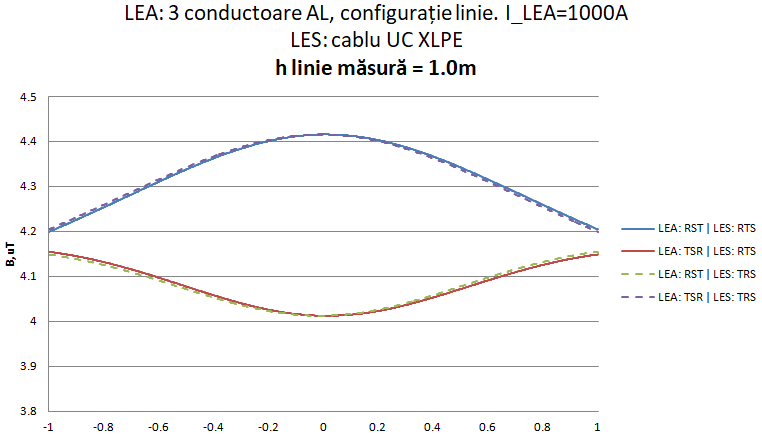 LEA: 3 conductoare AL, configurație linie. I_LEA=1000A
LES: cablu UC XLPE
h linie măsură = 1.0m
4.5
4.4
4.3
4.2
4.1
4
3.9
3.8
B, uT
-1
-0.8
-0.6
-0.4
-0.2
0
0.2
0.4
0.6
0.8
1
LEA: RST | LES: RTS
LEA: TSR | LES: RTS
LEA: RST | LES: TRS
LEA: TSR | LES: TRS